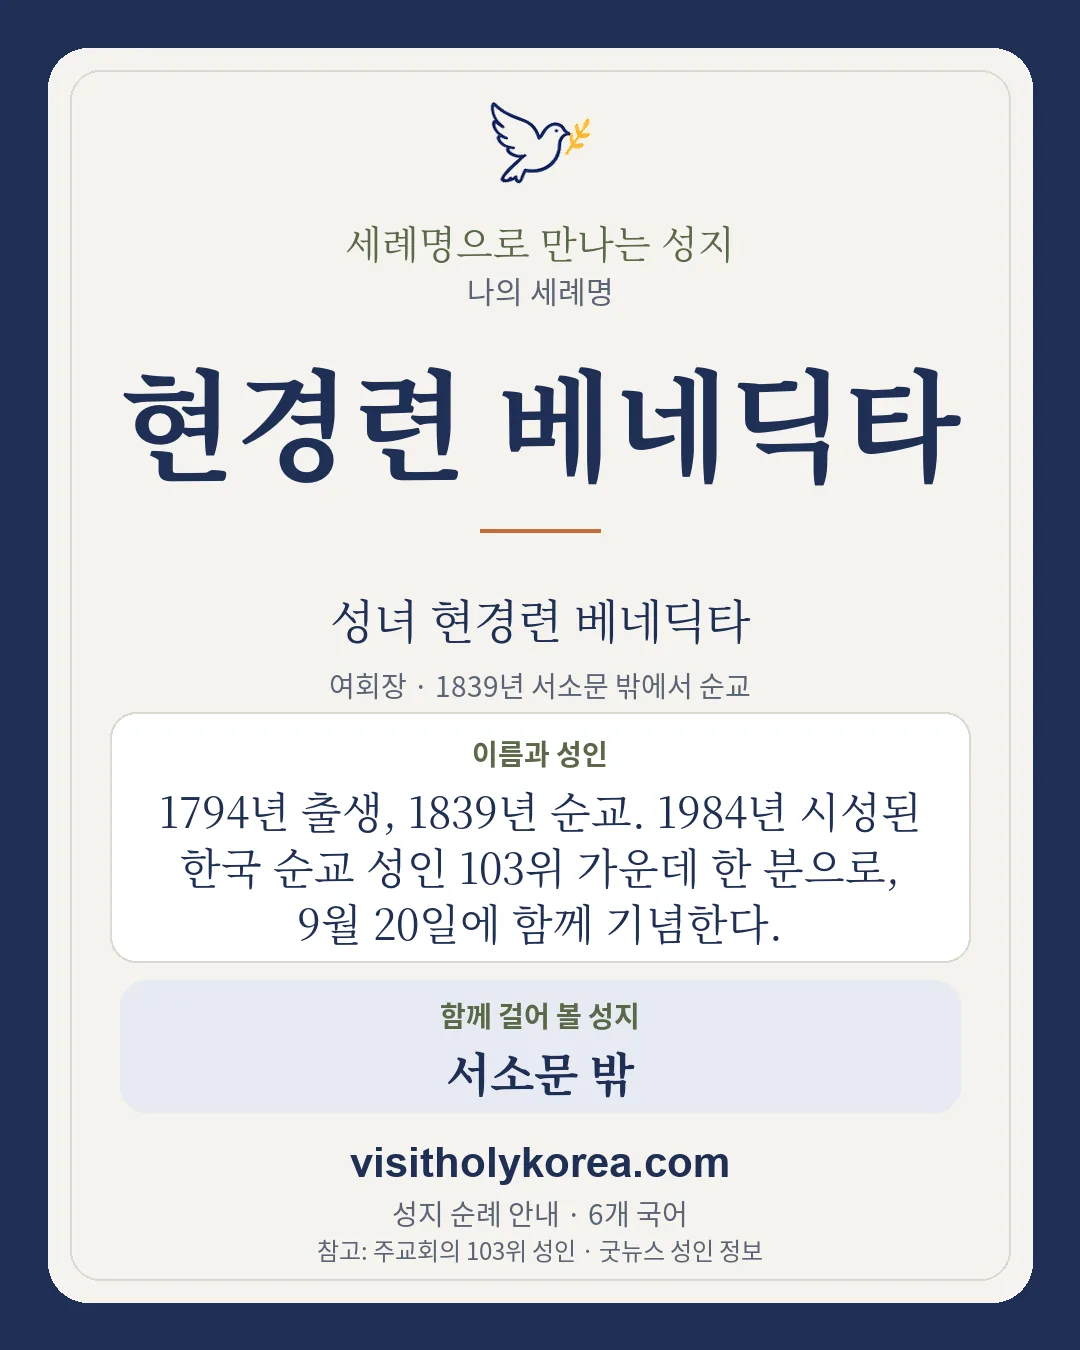 세례명으로 만나는 성지
나의 세례명
현경련 베네딕타
성녀 현경련 베네딕타
여회장 · 1839년 서소문 밖에서 순교
이름과 성인
1794년 출생, 1839년 순교. 1984년 시성된
한국 순교 성인 103위 가운데 한 분으로,
9월 20일에 함께 기념한다.
함께 걸어 볼 성지
서소문 밖
visitholykorea.com
성지 순례 안내 · 6개 국어
참고: 주교회의 103위 성인 · 굿뉴스 성인 정보